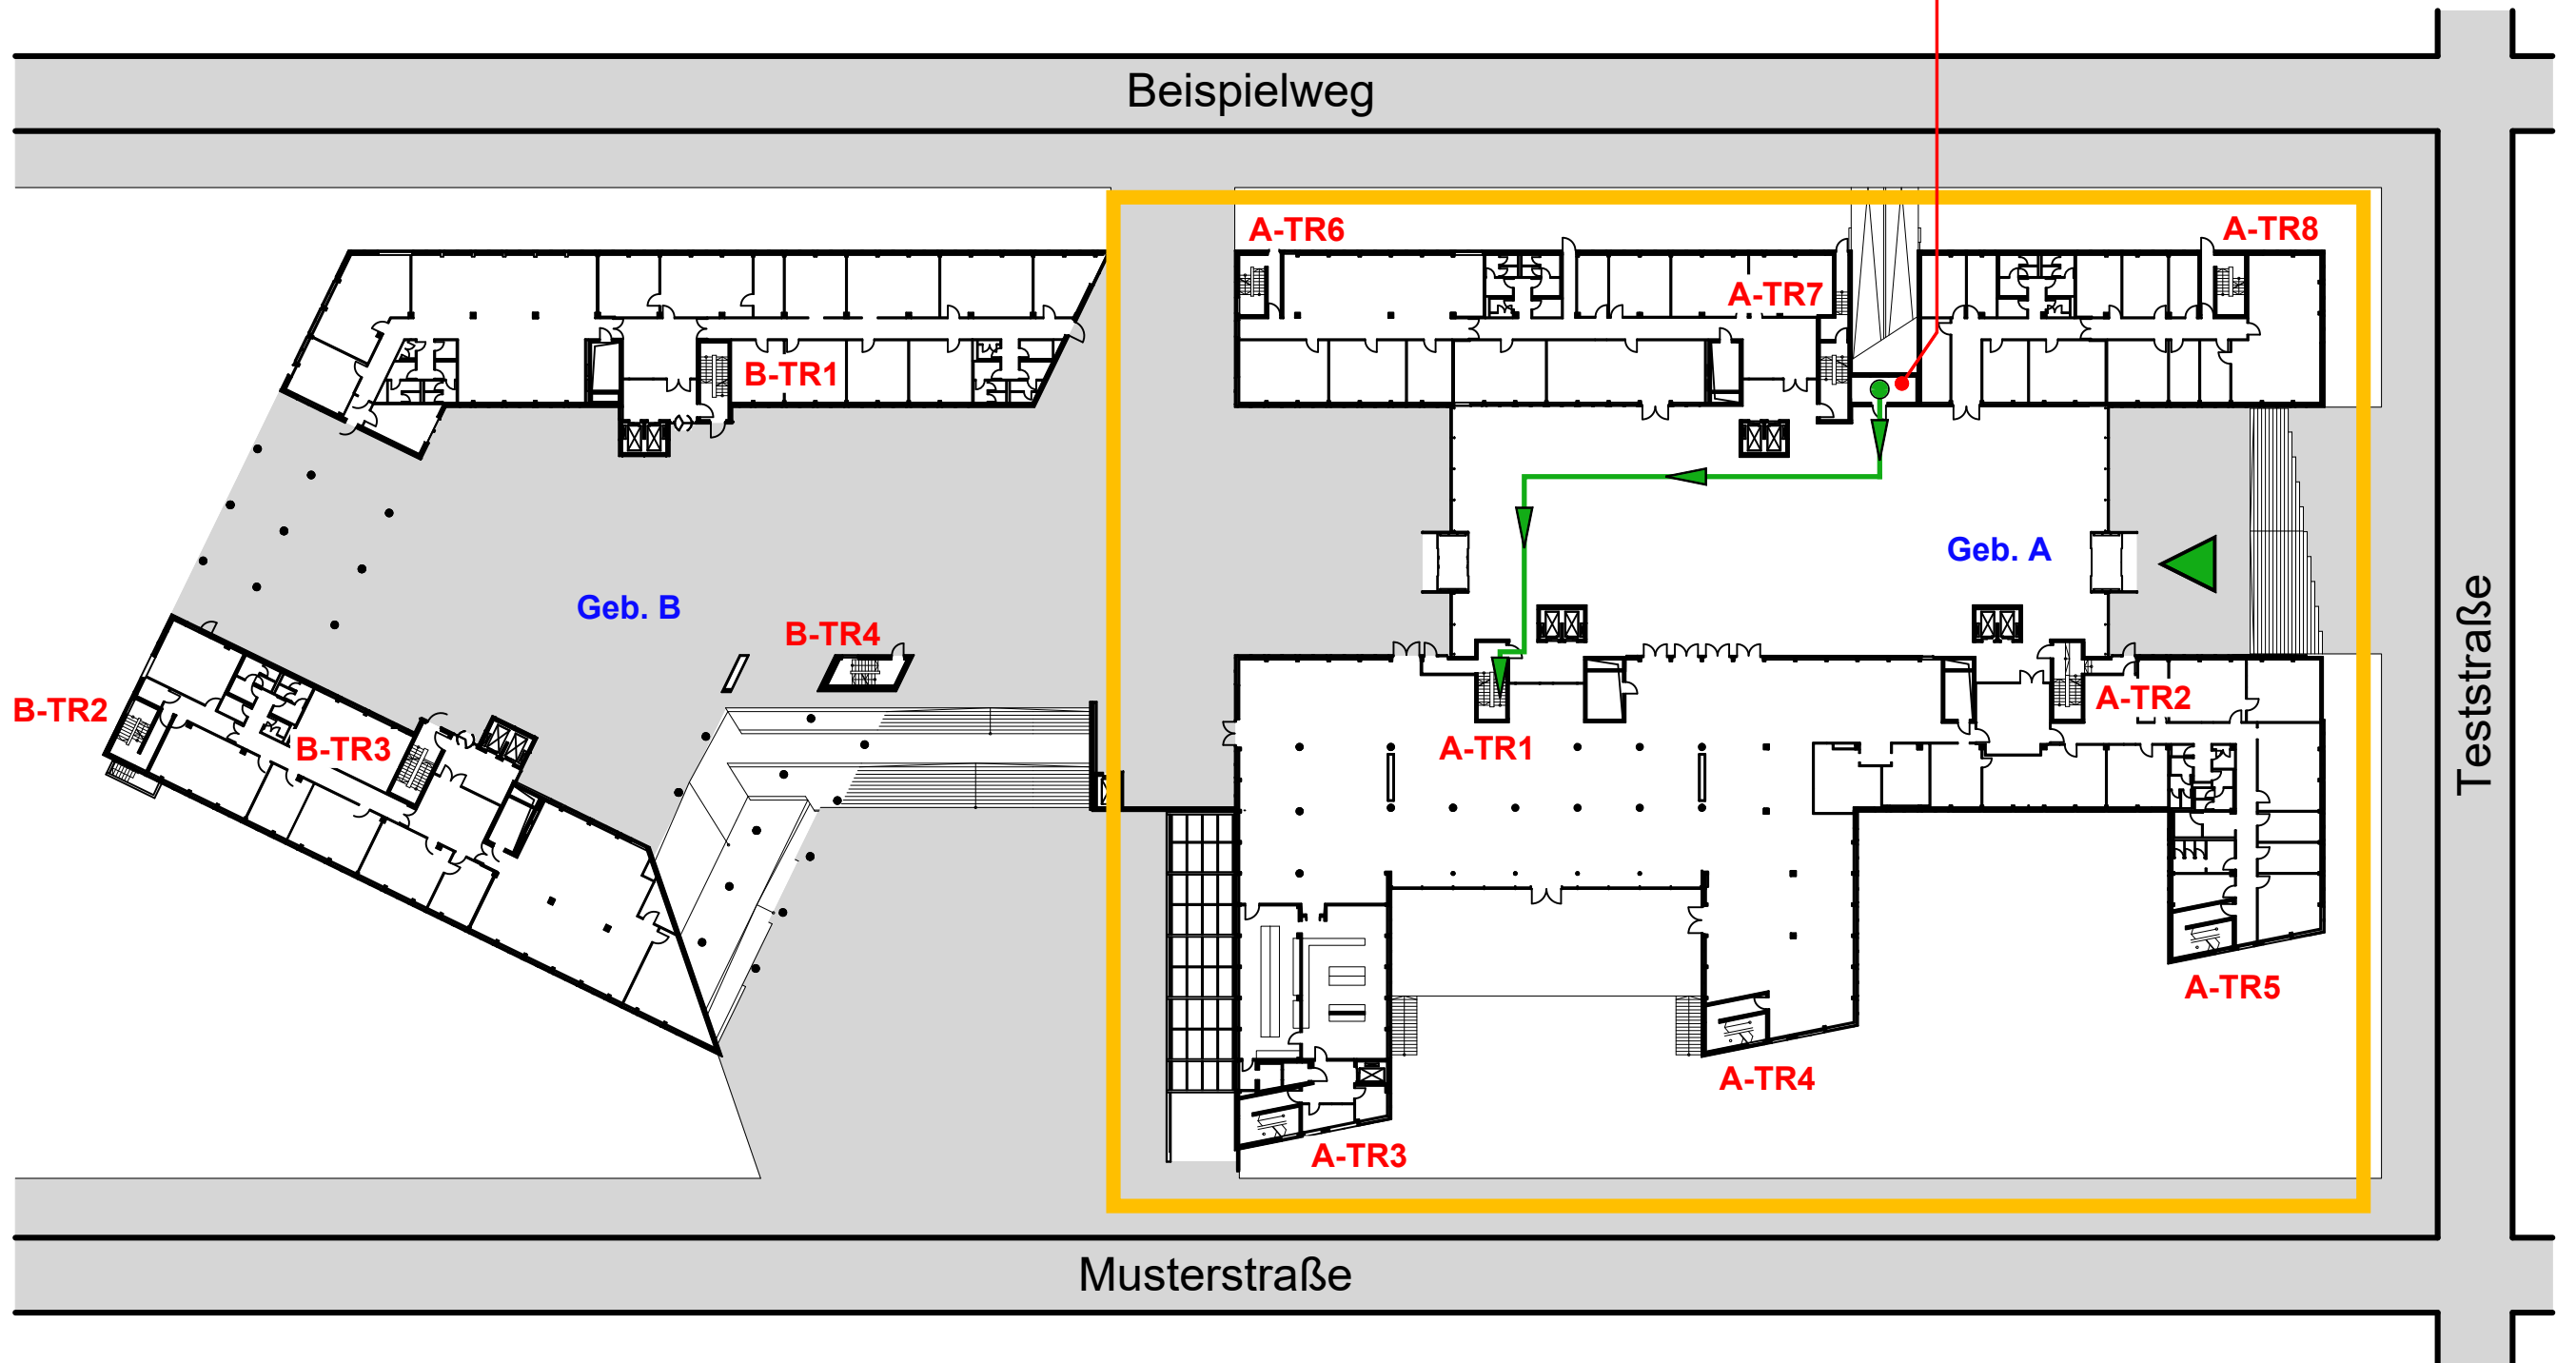 Beispielweg
A-TR6
A-TR8
A-TR7
B-TR1
Geb. A
Geb. B
B-TR4
Teststraße
B-TR2
A-TR2
B-TR3
A-TR1
A-TR5
A-TR4
A-TR3
Musterstraße